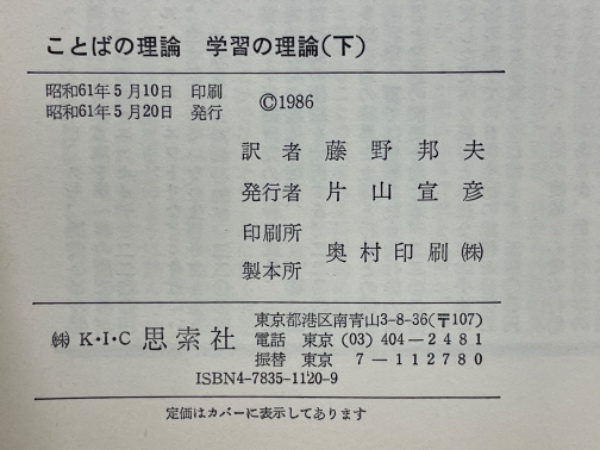 ことばの理論 学習の理論(下)
昭和61年5月10日 印刷
昭和61年5月20日 発行
©1986
訳者 藤野邦夫
発行者 片山宣彦
印刷所
製本所
奥村印刷㈱
㈱ K・I・C 思索社
東京都港区南青山3-8-36(〒107)
電話 東京(03)404-2481
振替 東京 7-112780
ISBN4-7835-1120-9
定価はカバーに表示してあります